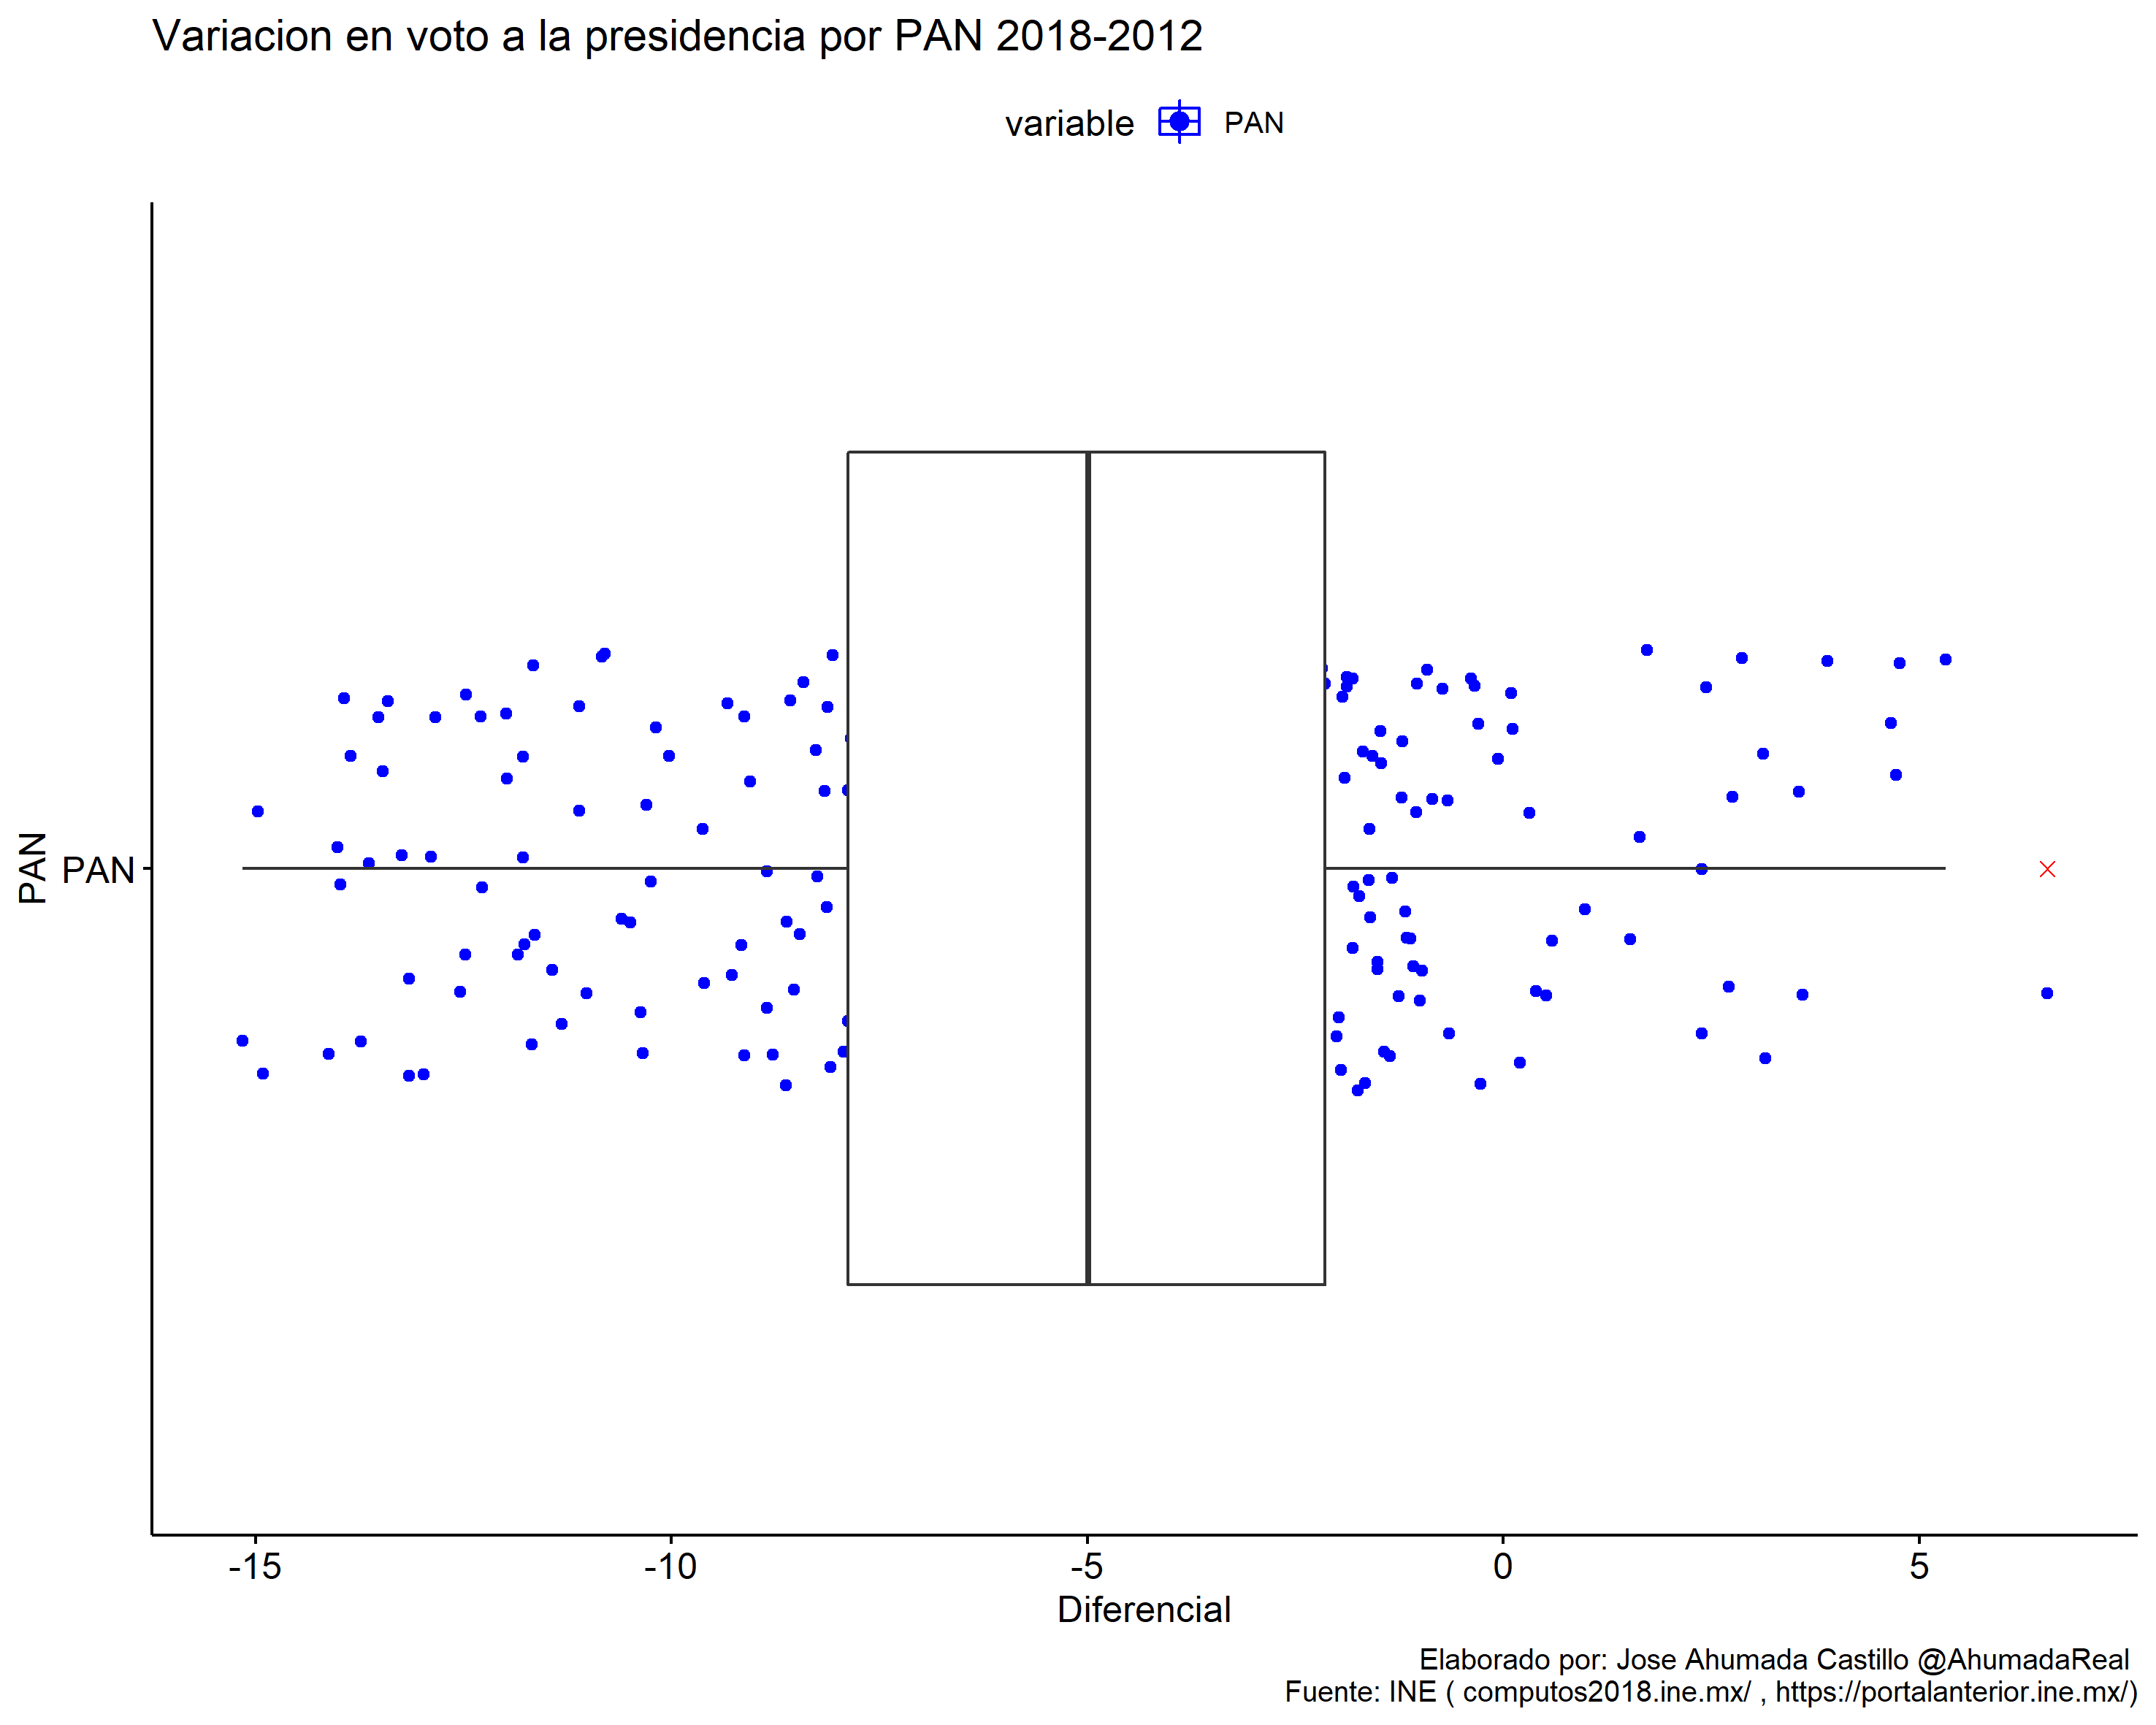 Variacion en voto a la presidencia por PAN 2018-2012
variable PAN
PAN
PAN
-15 -10 -5 0 5
Diferencial
Elaborado por: Jose Ahumada Castillo @AhumadaReal
Fuente: INE ( computos2018.ine.mx/ , https://portalanterior.ine.mx/)